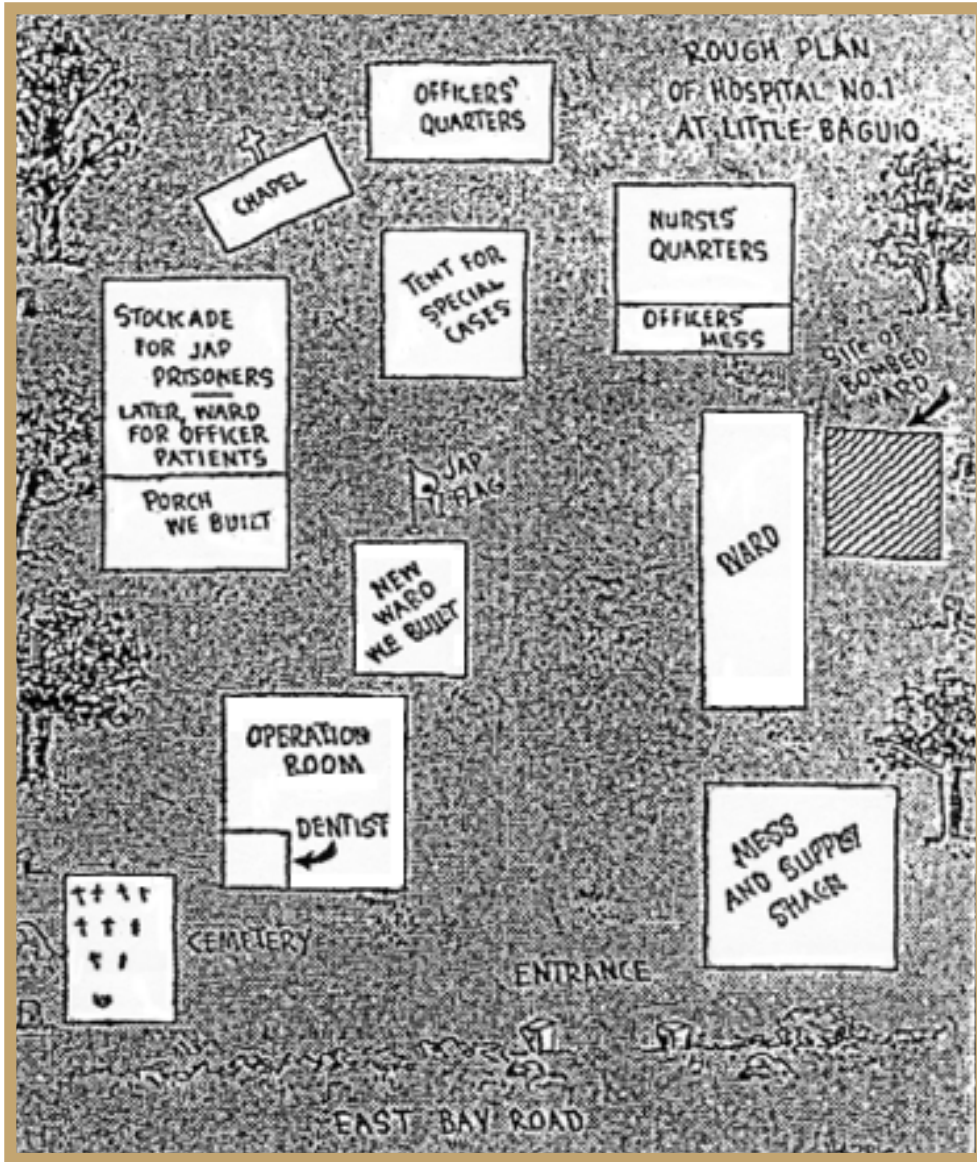 ROUGH PLAN
OF HOSPITAL NO.1
AT LITTLE BAGUIO
OFFICERS'
QUARTERS
CHAPEL
NURSES'
QUARTERS
OFFICERS'
MESS
TENT FOR
SPECIAL
CASES
STOCKADE
FOR JAP
PRISONERS
LATER, WARD
FOR OFFICER
PATIENTS
PORCH
WE BUILT
SITE OF
BOMBED
WARD
JAP
FLAG
WARD
NEW
WARD
WE BUILT
OPERATION
ROOM
DENTIST
MESS
AND SUPPLY
SHACK
CEMETERY
ENTRANCE
EAST BAY ROAD